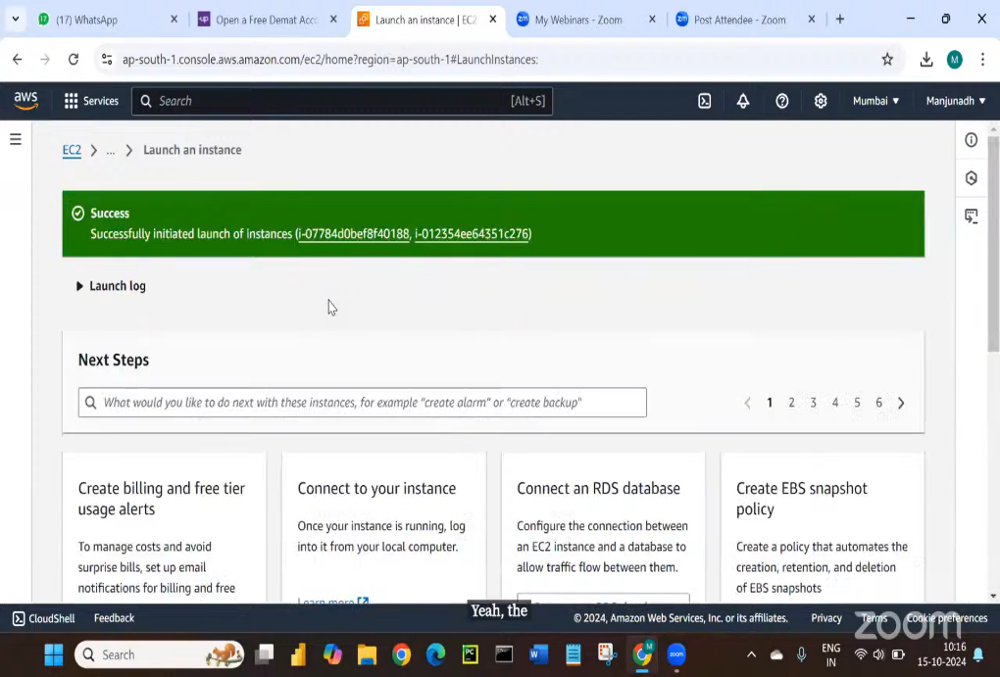 (17) WhatsApp
Open a Free Demat Acco
Launch an instance | EC2
My Webinars - Zoom
Post Attendee - Zoom
ap-south-1.console.aws.amazon.com/ec2/home?region=ap-south-1#LaunchInstances:
M
aws
Services
Search
[Alt+S]
Mumbai
Manjunadh
EC2 > ... > Launch an instance
Success
Successfully initiated launch of instances (i-07784d0bef8f40188, i-012354ee64351c276)
Launch log
Next Steps
What would you like to do next with these instances, for example "create alarm" or "create backup"
1 2 3 4 5 6
Create billing and free tier
usage alerts
To manage costs and avoid
surprise bills, set up email
notifications for billing and free
Connect to your instance
Once your instance is running, log
into it from your local computer.
Learn more
Connect an RDS database
Configure the connection between
an EC2 instance and a database to
allow traffic flow between them.
Create EBS snapshot
policy
Create a policy that automates the
creation, retention, and deletion
of EBS snapshots
Yeah, the
CloudShell
Feedback
© 2024, Amazon Web Services, Inc. or its affiliates.
Privacy
Terms
Cookie preferences
zoom
Search
ENG
IN
10:16
15-10-2024